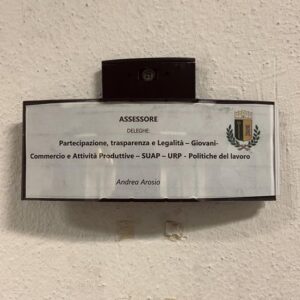 ASSESSORE
DELEGHE:
Partecipazione, trasparenza e Legalità – Giovani-
Commercio e Attività Produttive – SUAP – URP - Politiche del lavoro
Andrea Arosio